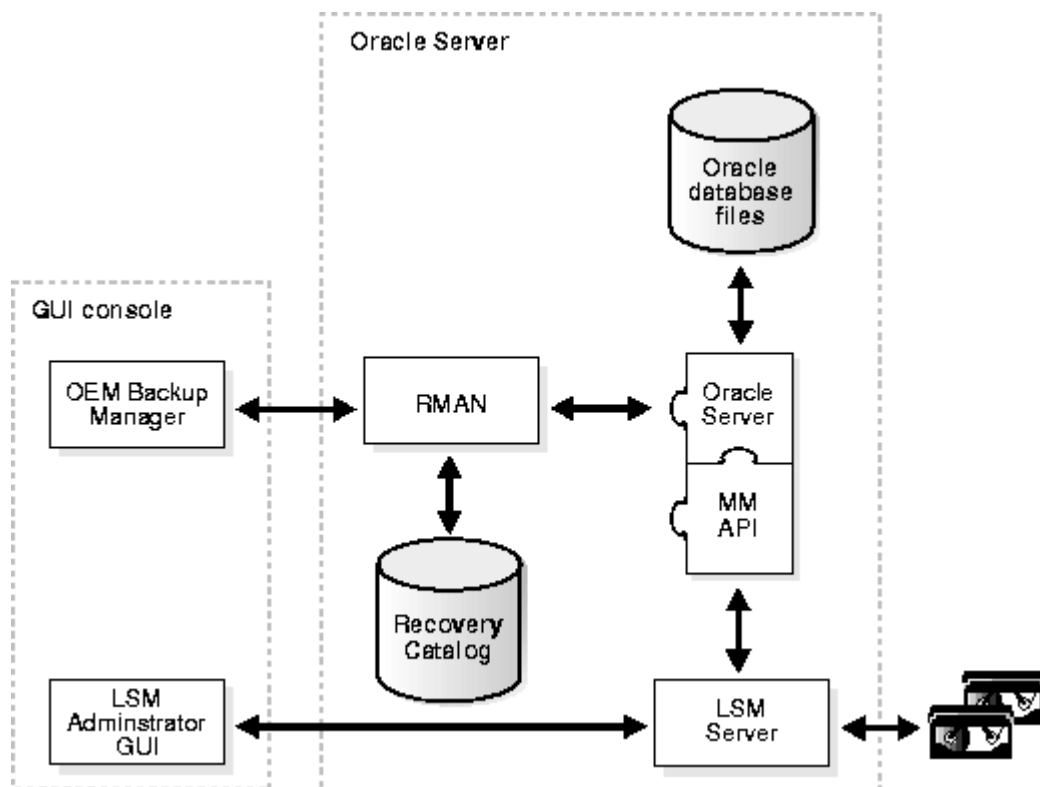 Oracle Server
Oracle
database
files
GUI console
OEM Backup
Manager
RMAN
Oracle
Server
MM
API
Recovery
Catalog
LSM
Adminstrator
GUI
LSM
Server